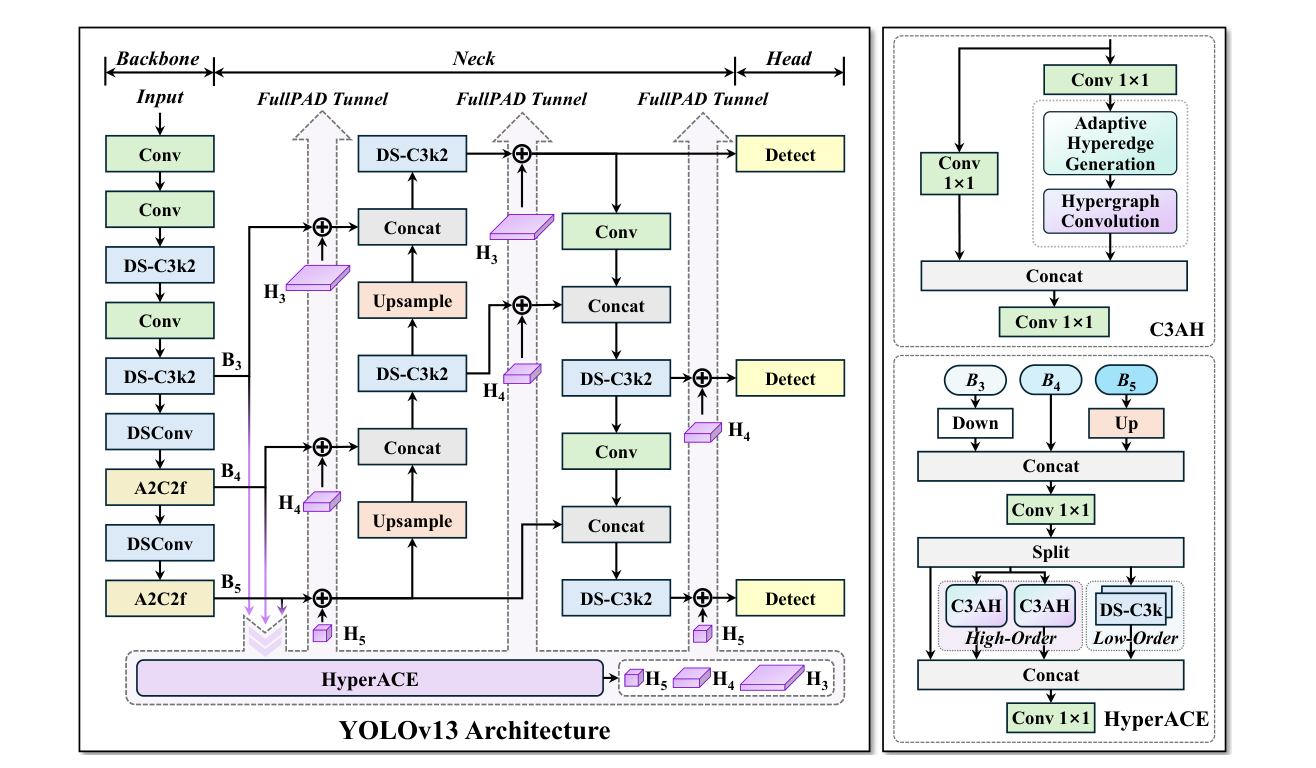 Backbone
Neck
Head
Input
FullPAD Tunnel
FullPAD Tunnel
FullPAD Tunnel
Conv
Conv
DS-C3k2
Conv
DS-C3k2
DSConv
A2C2f
DSConv
A2C2f
B3
B4
B5
H3
H4
H5
DS-C3k2
Concat
Upsample
DS-C3k2
Concat
Upsample
H3
H4
Conv
Concat
DS-C3k2
Conv
Concat
DS-C3k2
H4
H5
Detect
Detect
Detect
HyperACE
H5
H4
H3
YOLOv13 Architecture
Conv 1×1
Adaptive
Hyperedge
Generation
Conv
1×1
Hypergraph
Convolution
Concat
Conv 1×1
C3AH
B3
B4
B5
Down
Up
Concat
Conv 1×1
Split
C3AH
C3AH
DS-C3k
High-Order
Low-Order
Concat
Conv 1×1
HyperACE